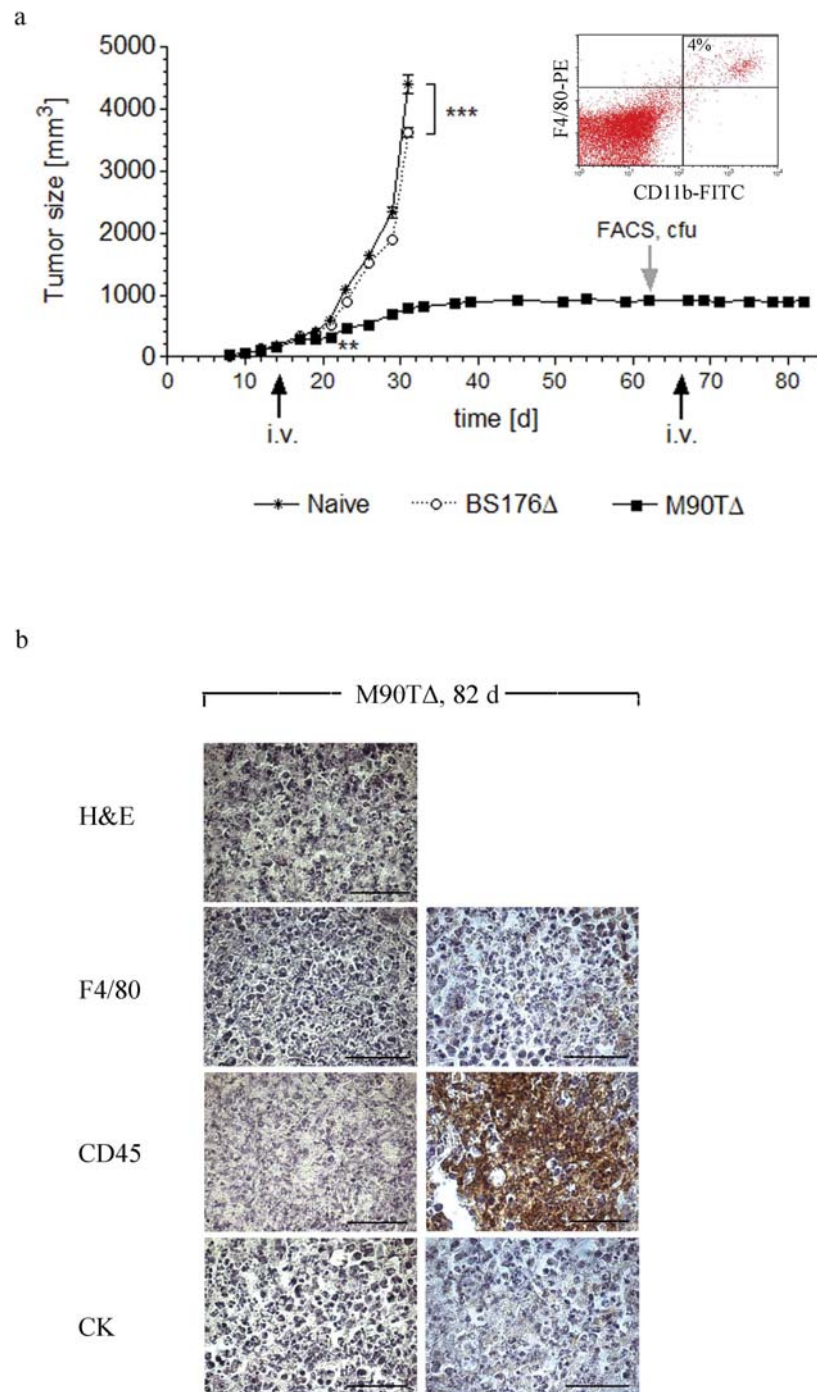 a
5000
4000
3000
2000
1000
0
Tumor size [mm³]
***
**
4%
F4/80-PE
CD11b-FITC
FACS, cfu
0 10 20 30 40 50 60 70 80
i.v. time [d] i.v.
Naive BS176Δ M90TΔ
b
M90TΔ, 82 d
H&E
F4/80
CD45
CK